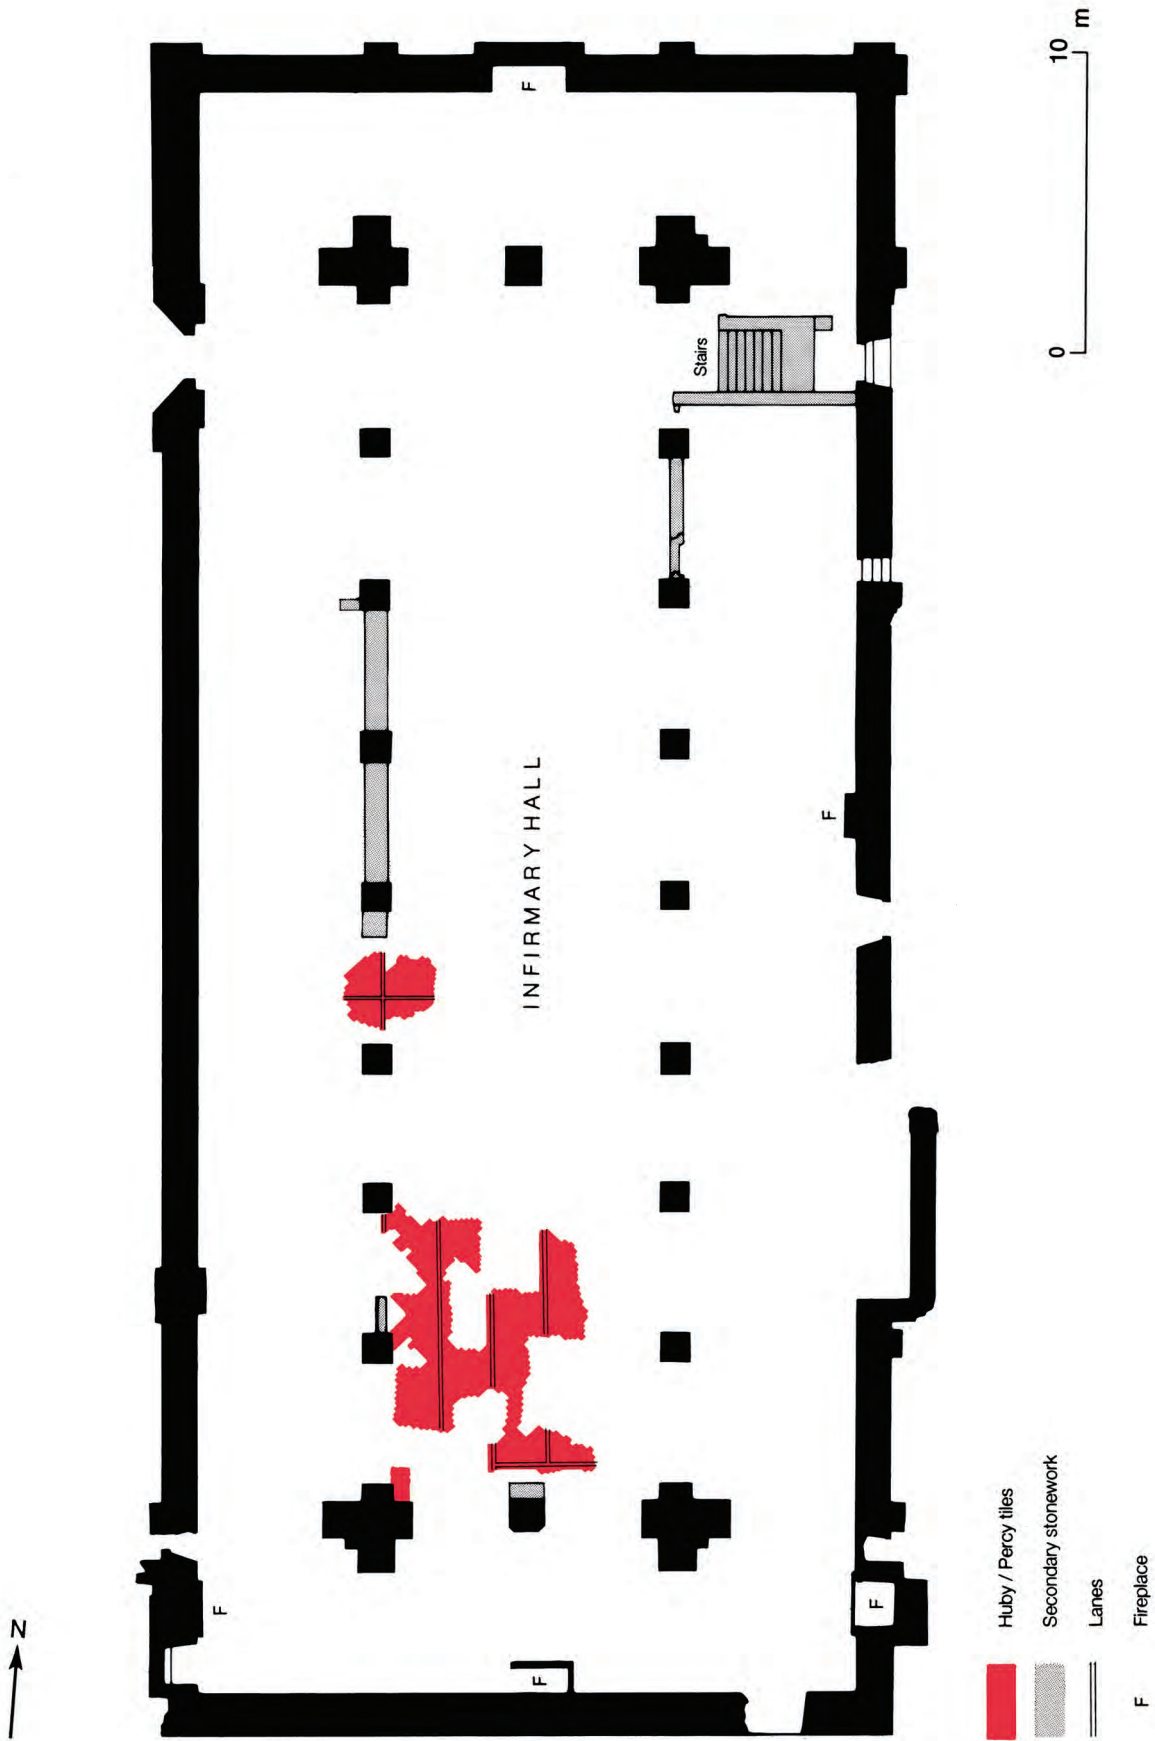 N
F
Stairs
F
INFIRMARY HALL
F
F
F
Huby / Percy tiles
Secondary stonework
Lanes
F Fireplace
0 10 m